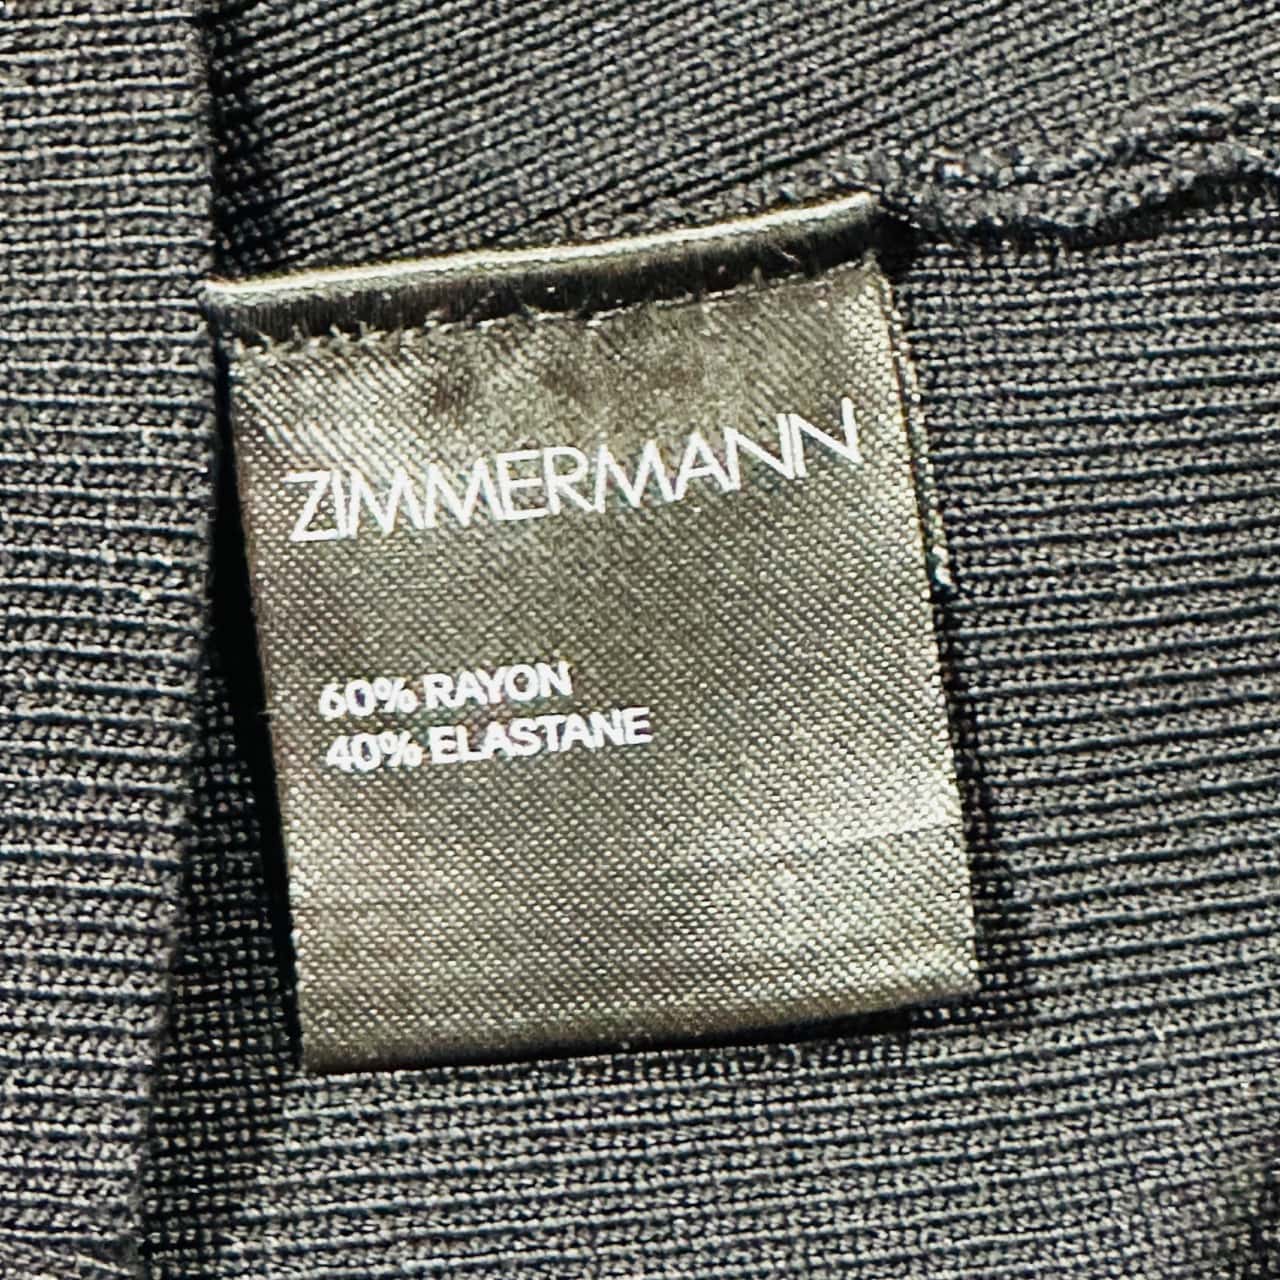 ZIMMERMANN
60% RAYON
40% ELASTANE